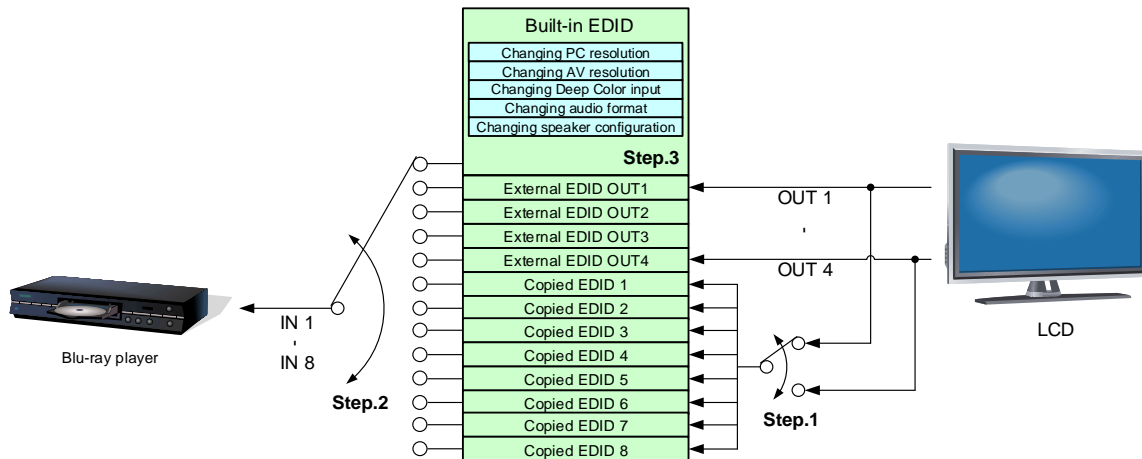 Built-in EDID
Changing PC resolution
Changing AV resolution
Changing Deep Color input
Changing audio format
Changing speaker configuration
Step.3
External EDID OUT1
External EDID OUT2
External EDID OUT3
External EDID OUT4
Copied EDID 1
Copied EDID 2
Copied EDID 3
Copied EDID 4
Copied EDID 5
Copied EDID 6
Copied EDID 7
Copied EDID 8
IN 1
-
IN 8
Blu-ray player
Step.2
OUT 1
-
OUT 4
Step.1
LCD